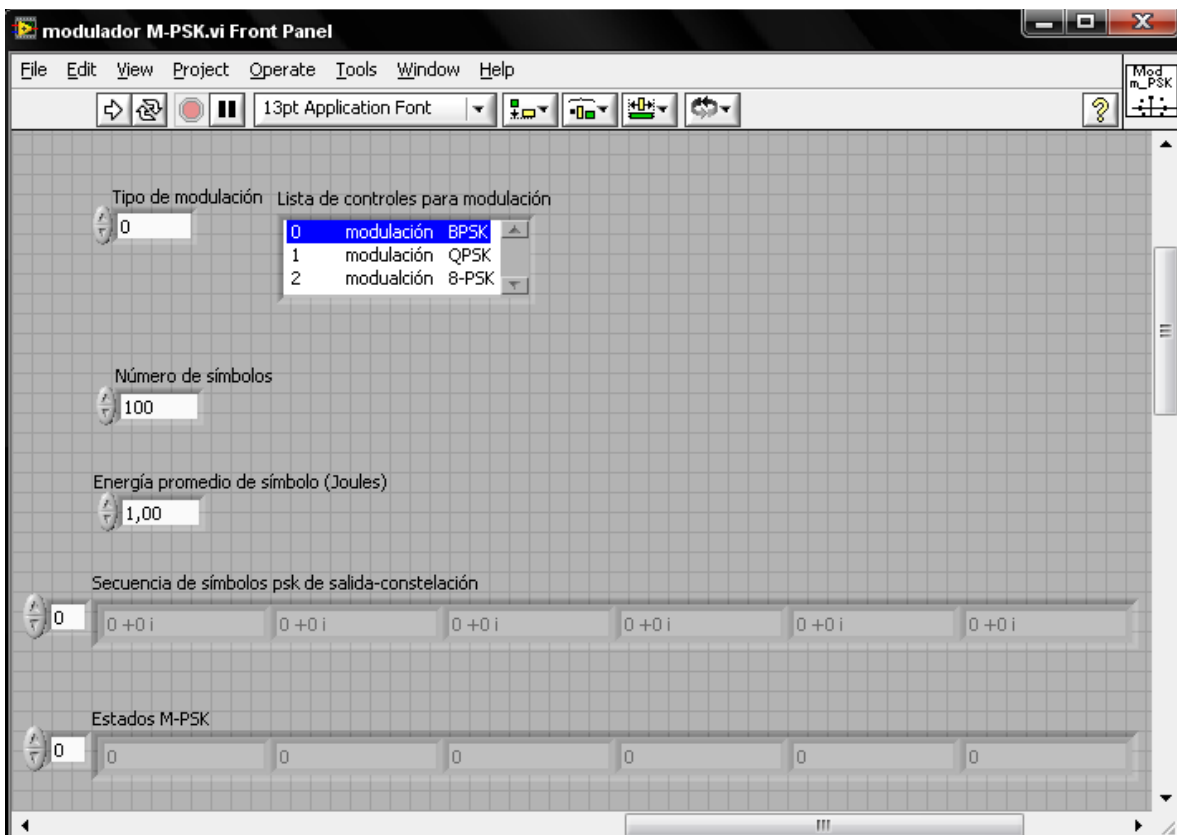 modulador M-PSK.vi Front Panel
File Edit View Project Operate Tools Window Help
Mod
m_PSK
13pt Application Font
Tipo de modulación
0
Lista de controles para modulación
0 modulación BPSK
1 modulación QPSK
2 modualción 8-PSK
Número de símbolos
100
Energía promedio de símbolo (Joules)
1,00
Secuencia de símbolos psk de salida-constelación
0 0 +0 i 0 +0 i 0 +0 i 0 +0 i 0 +0 i 0 +0 i
Estados M-PSK
0 0 0 0 0 0 0